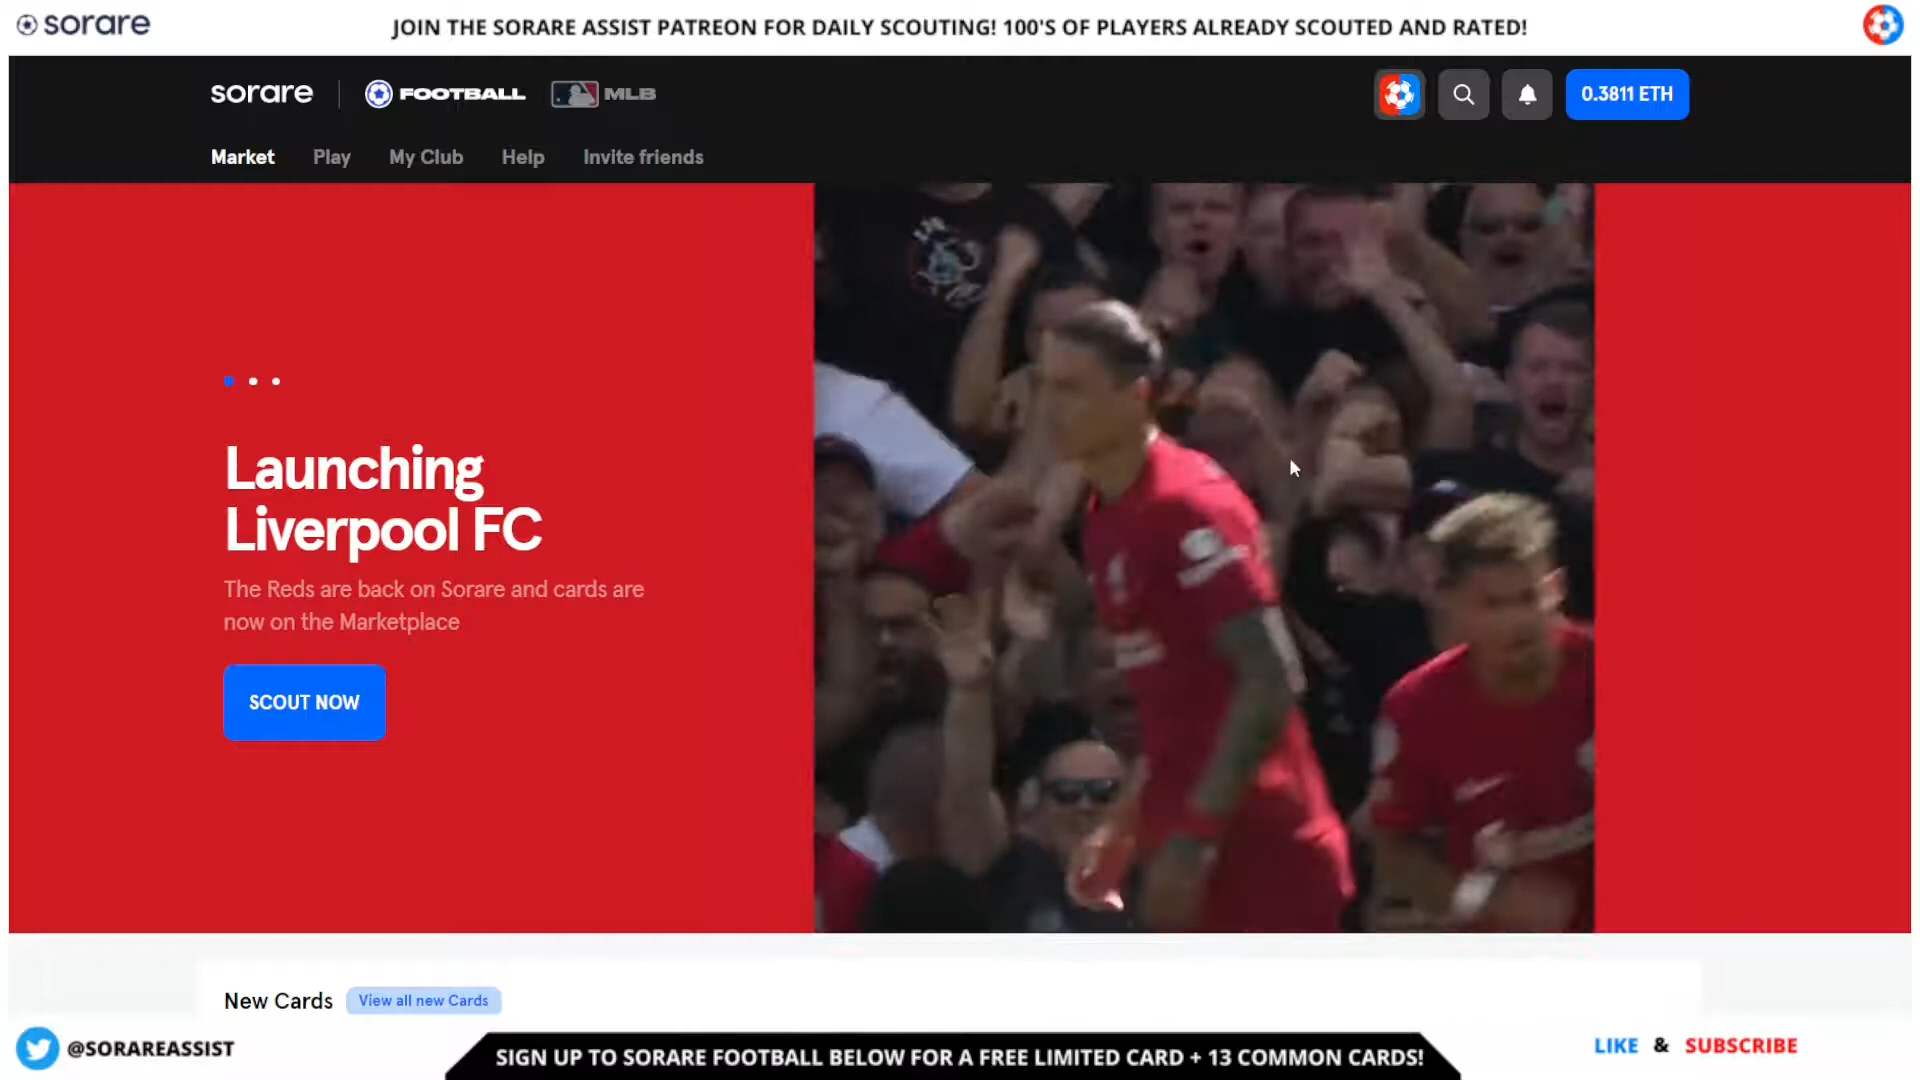 sorare
JOIN THE SORARE ASSIST PATREON FOR DAILY SCOUTING! 100'S OF PLAYERS ALREADY SCOUTED AND RATED!
sorare
FOOTBALL
MLB
0.3811 ETH
Market
Play
My Club
Help
Invite friends
Launching
Liverpool FC
The Reds are back on Sorare and cards are
now on the Marketplace
SCOUT NOW
New Cards
View all new Cards
@SORAREASSIST
SIGN UP TO SORARE FOOTBALL BELOW FOR A FREE LIMITED CARD + 13 COMMON CARDS!
LIKE & SUBSCRIBE